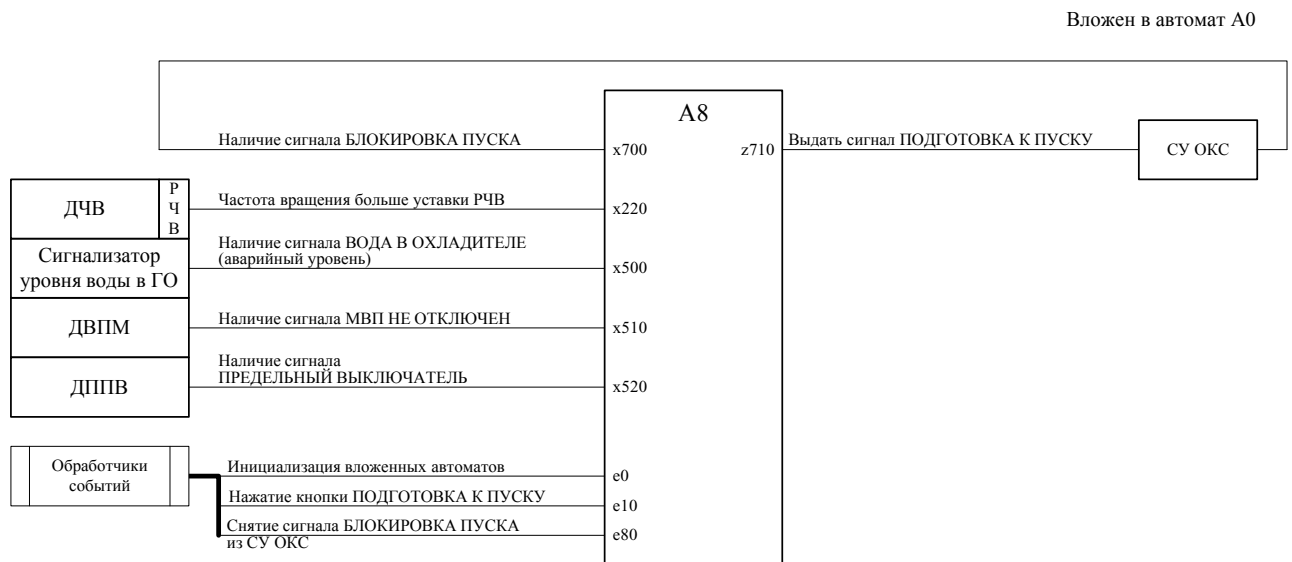 Вложен в автомат А0
А8
Наличие сигнала БЛОКИРОВКА ПУСКА
x700
z710
Выдать сигнал ПОДГОТОВКА К ПУСКУ
СУ ОКС
ДЧВ
Р
Ч
В
Частота вращения больше уставки РЧВ
x220
Сигнализатор
уровня воды в ГО
Наличие сигнала ВОДА В ОХЛАДИТЕЛЕ
(аварийный уровень)
x500
ДВПМ
Наличие сигнала МВП НЕ ОТКЛЮЧЕН
x510
ДППВ
Наличие сигнала
ПРЕДЕЛЬНЫЙ ВЫКЛЮЧАТЕЛЬ
x520
Обработчики
событий
Инициализация вложенных автоматов
e0
Нажатие кнопки ПОДГОТОВКА К ПУСКУ
e10
Снятие сигнала БЛОКИРОВКА ПУСКА
из СУ ОКС
e80